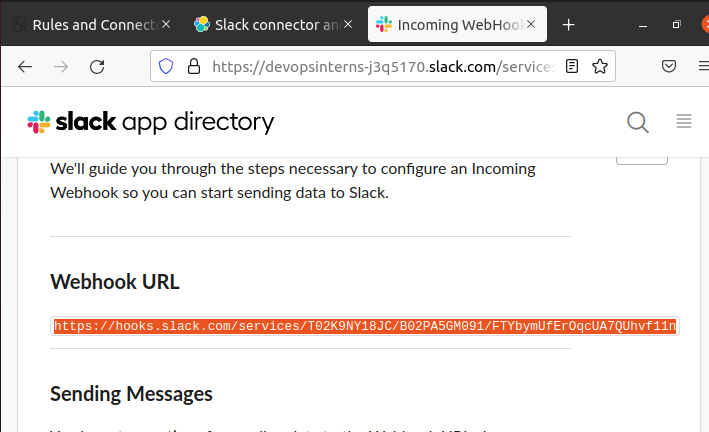 Rules and Connect
Slack connector an
Incoming WebHook
https://devopsinterns-j3q5170.slack.com/services
slack app directory
We'll guide you through the steps necessary to configure an Incoming
Webhook so you can start sending data to Slack.
Webhook URL
https://hooks.slack.com/services/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
Sending Messages